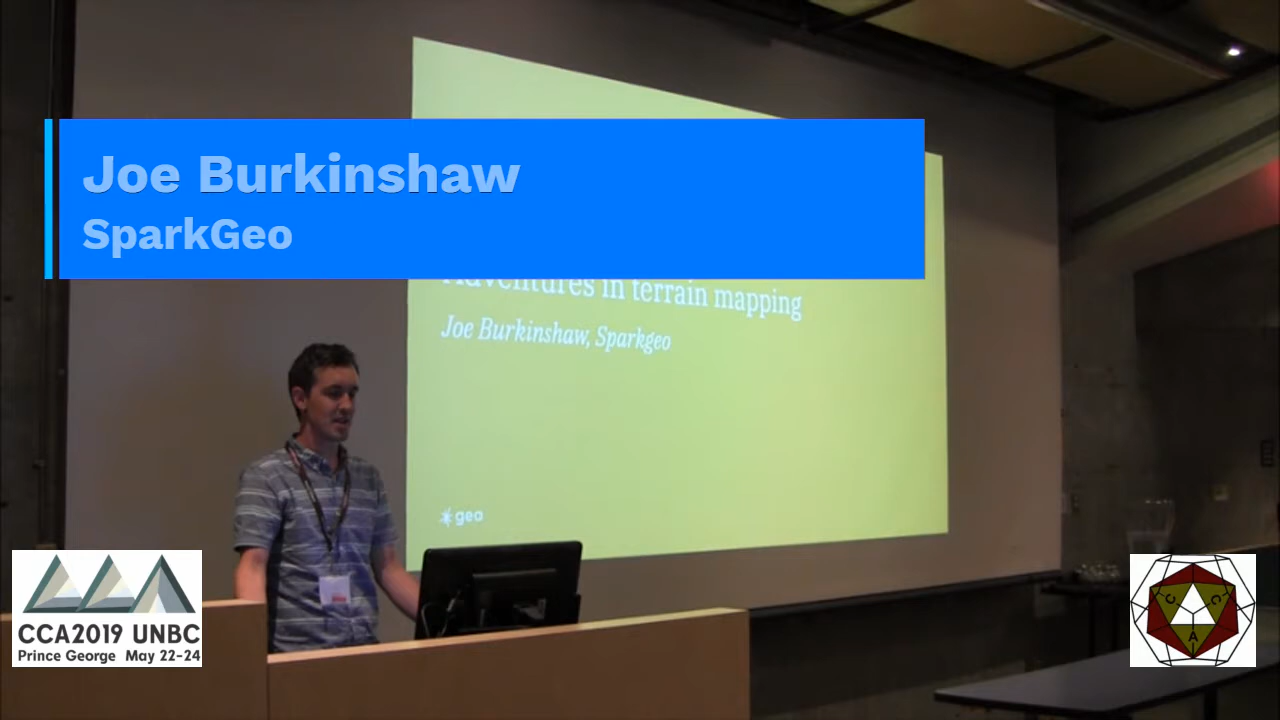 Joe Burkinshaw
SparkGeo
Adventures in terrain mapping
Joe Burkinshaw, Sparkgeo
geo
CCA2019 UNBC
Prince George May 22-24
C C A